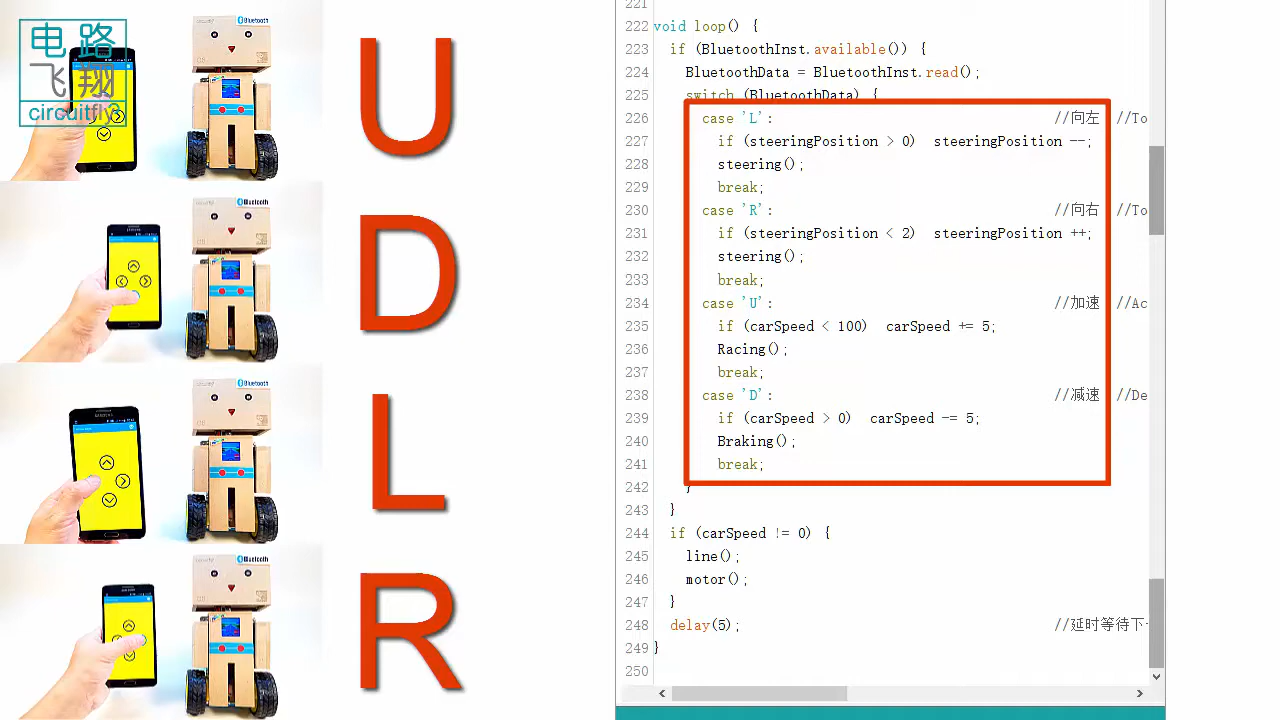 电路
飞翔
circuitfly
Bluetooth
U
Bluetooth
D
Bluetooth
L
Bluetooth
R
221
222 void loop() {
223 if (BluetoothInst.available()) {
224 BluetoothData = BluetoothInst.read();
225 switch (BluetoothData) {
226 case 'L': //向左 //To
227 if (steeringPosition > 0) steeringPosition --;
228 steering();
229 break;
230 case 'R': //向右 //To
231 if (steeringPosition < 2) steeringPosition ++;
232 steering();
233 break;
234 case 'U': //加速 //Ac
235 if (carSpeed < 100) carSpeed += 5;
236 Racing();
237 break;
238 case 'D': //减速 //De
239 if (carSpeed > 0) carSpeed -= 5;
240 Braking();
241 break;
242 }
243 }
244 if (carSpeed != 0) {
245 line();
246 motor();
247 }
248 delay(5); //延时等待下
249 }
250